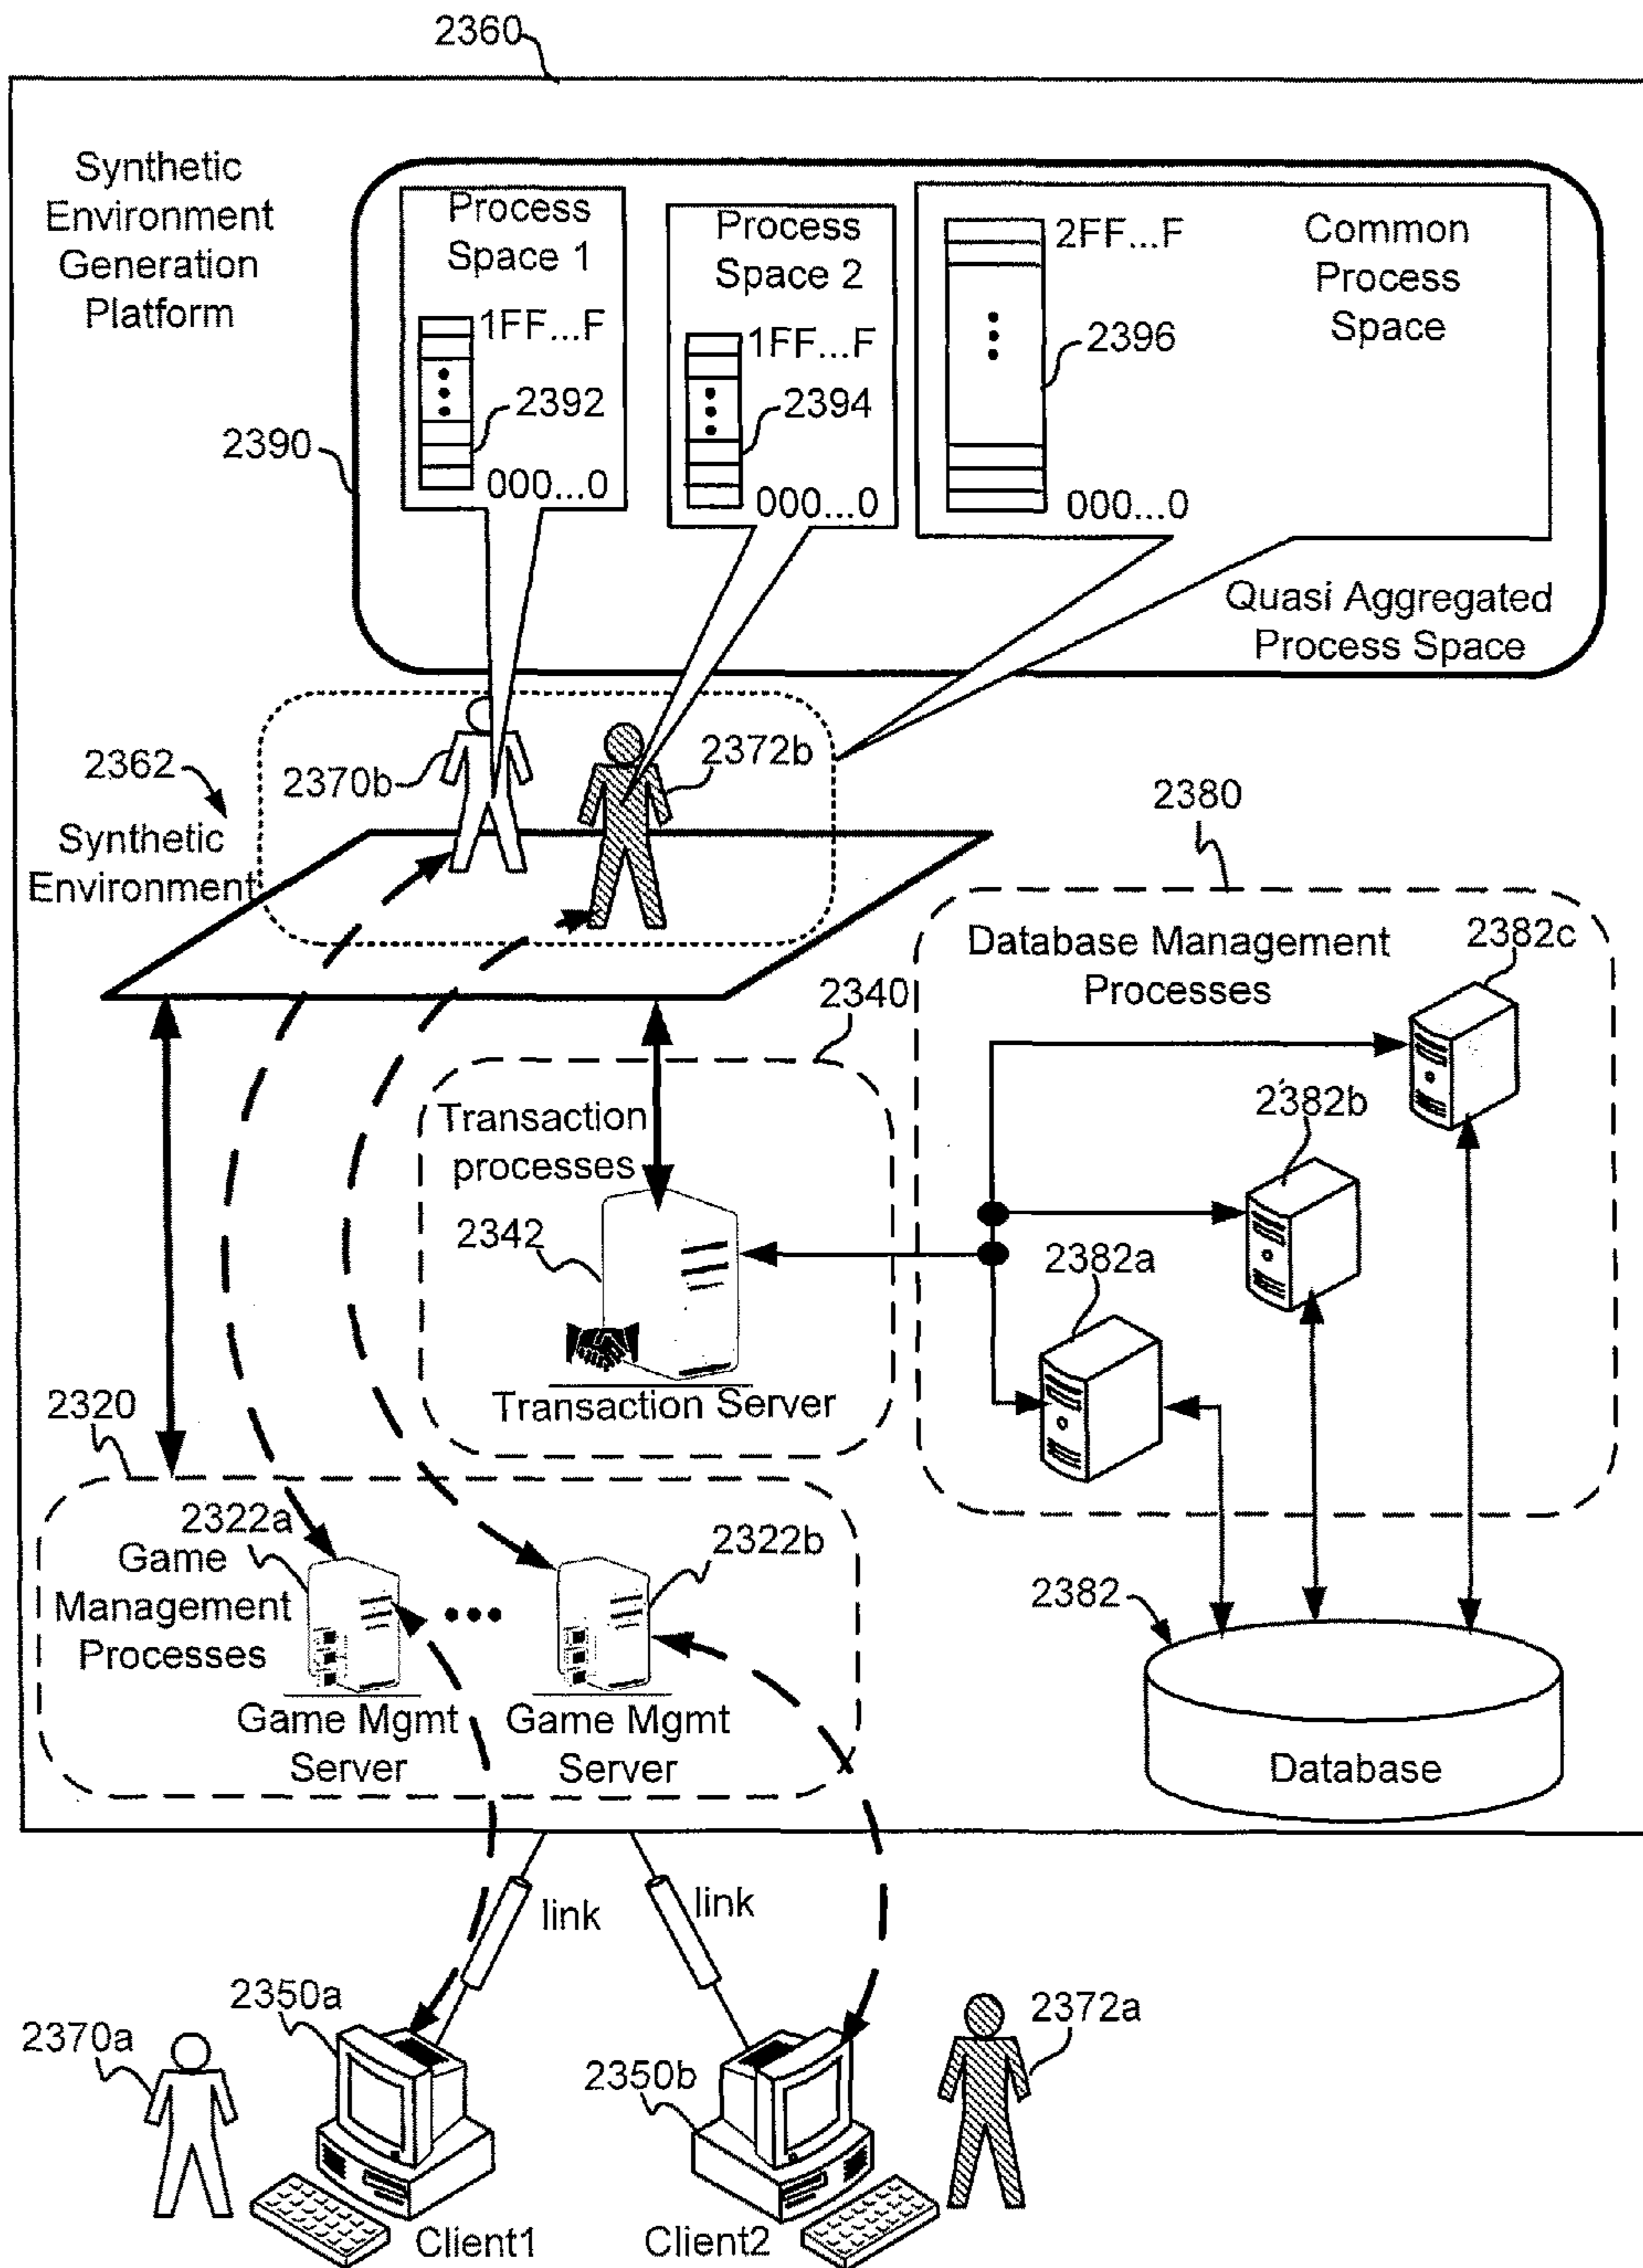 2360
Synthetic
Environment
Generation
Platform
Process
Space 1
1FF...F
2392
000...0
Process
Space 2
1FF...F
2394
000...0
2FF...F
2396
000...0
Common
Process
Space
2390
Quasi Aggregated
Process Space
2362
Synthetic
Environment
2370b
2372b
2380
Database Management
Processes
2382c
2382b
2382a
2340
Transaction
processes
2342
Transaction Server
2320
2322a
Game
Management
Processes
2322b
Game Mgmt
Server
Game Mgmt
Server
2382
Database
link
link
2370a
2350a
Client1
2350b
Client2
2372a